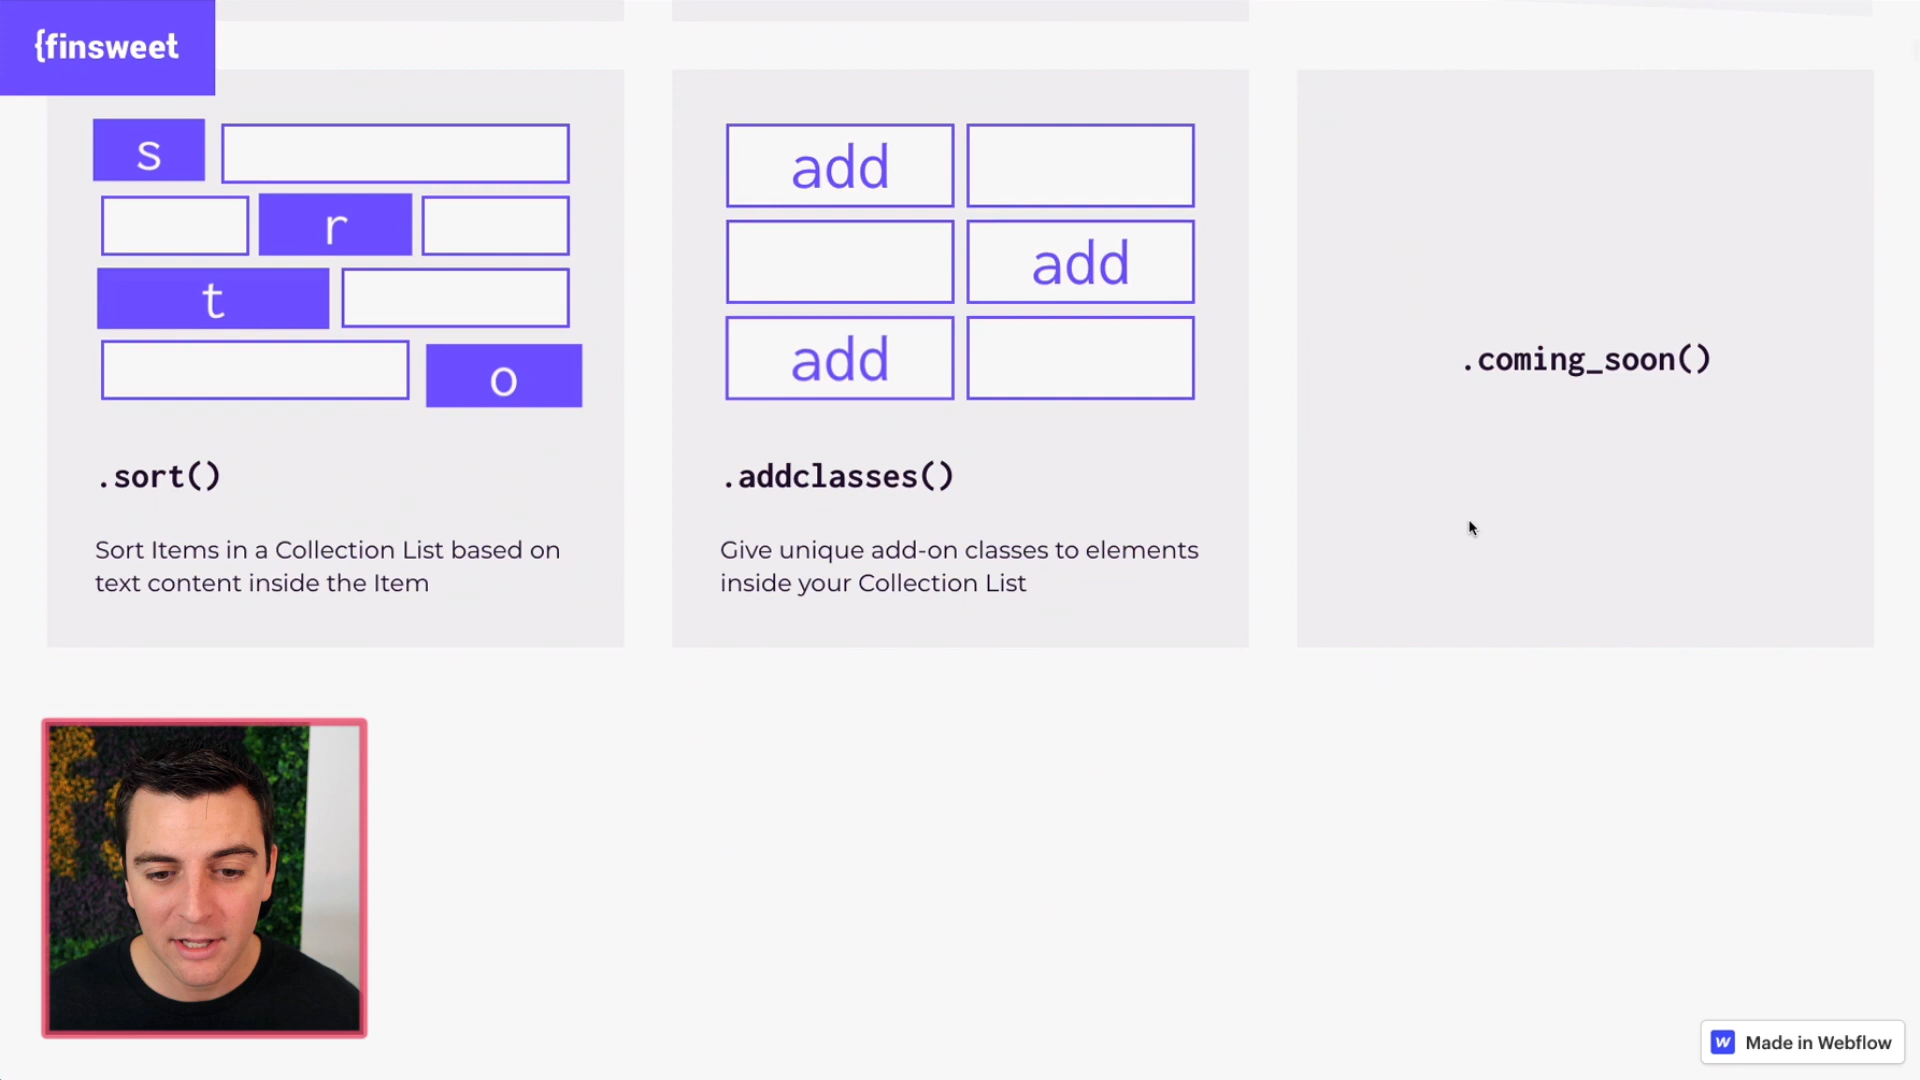 {finsweet
s
r
t
o
.sort()
Sort Items in a Collection List based on
text content inside the Item
add
add
add
.addclasses()
Give unique add-on classes to elements
inside your Collection List
.coming_soon()
W Made in Webflow